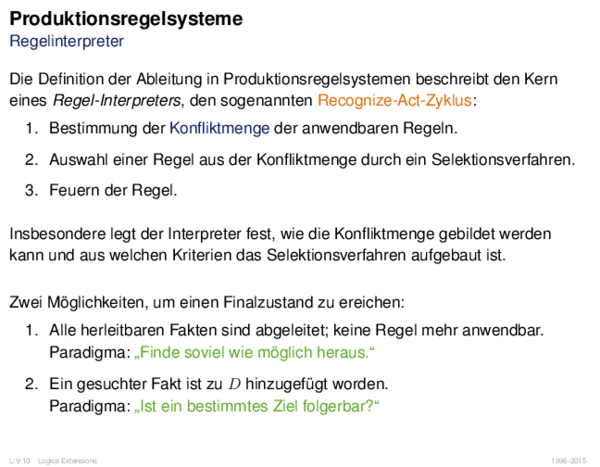 Produktionsregelsysteme
Regelinterpreter
Die Definition der Ableitung in Produktionsregelsystemen beschreibt den Kern
eines Regel-Interpreters, den sogenannten Recognize-Act-Zyklus:
1. Bestimmung der Konfliktmenge der anwendbaren Regeln.
2. Auswahl einer Regel aus der Konfliktmenge durch ein Selektionsverfahren.
3. Feuern der Regel.
Insbesondere legt der Interpreter fest, wie die Konfliktmenge gebildet werden
kann und aus welchen Kriterien das Selektionsverfahren aufgebaut ist.
Zwei Möglichkeiten, um einen Finalzustand zu ereichen:
1. Alle herleitbaren Fakten sind abgeleitet; keine Regel mehr anwendbar.
Paradigma: „Finde soviel wie möglich heraus.“
2. Ein gesuchter Fakt ist zu D hinzugefügt worden.
Paradigma: „Ist ein bestimmtes Ziel folgerbar?“
L:V-10 Logics Extensions 1996-2015